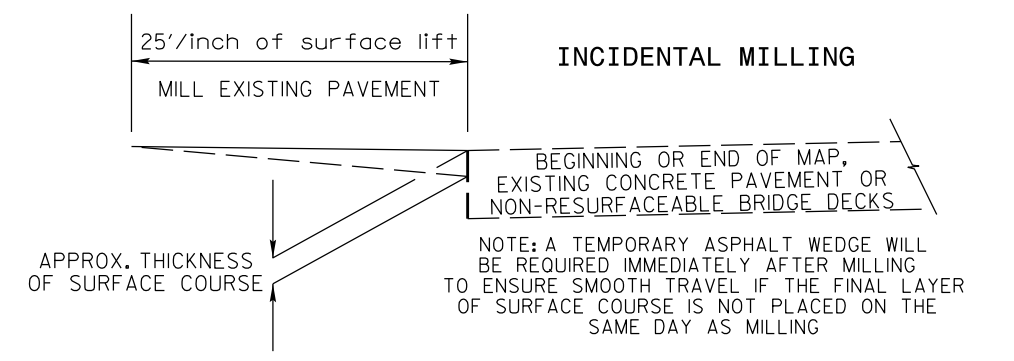 25'/inch of surface lift
INCIDENTAL MILLING
MILL EXISTING PAVEMENT
BEGINNING OR END OF MAP,
EXISTING CONCRETE PAVEMENT OR
NON-RESURFACEABLE BRIDGE DECKS
APPROX. THICKNESS
OF SURFACE COURSE
NOTE: A TEMPORARY ASPHALT WEDGE WILL
BE REQUIRED IMMEDIATELY AFTER MILLING
TO ENSURE SMOOTH TRAVEL IF THE FINAL LAYER
OF SURFACE COURSE IS NOT PLACED ON THE
SAME DAY AS MILLING